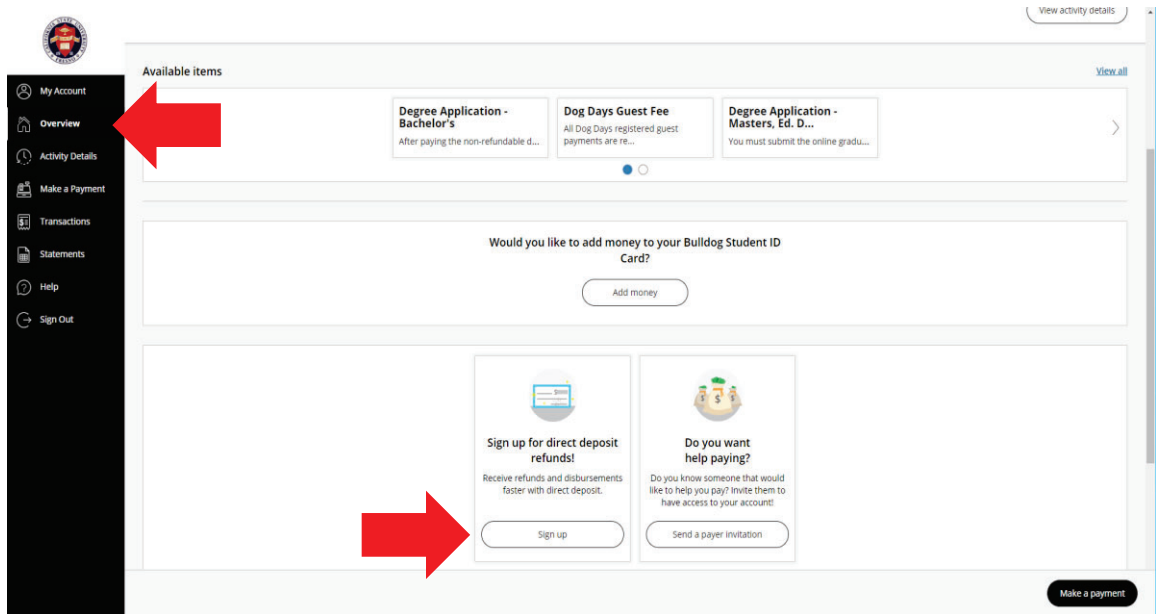 View activity details
CALIFORNIA STATE UNIVERSITY
FRESNO
My Account
Overview
Activity Details
Make a Payment
Transactions
Statements
Help
Sign Out
Available items
View all
Degree Application -
Bachelor's
After paying the non-refundable d...
Dog Days Guest Fee
All Dog Days registered guest
payments are re...
Degree Application -
Masters, Ed. D...
You must submit the online gradu...
Would you like to add money to your Bulldog Student ID
Card?
Add money
Sign up for direct deposit
refunds!
Receive refunds and disbursements
faster with direct deposit.
Sign up
Do you want
help paying?
Do you know someone that would
like to help you pay? Invite them to
have access to your account!
Send a payer invitation
Make a payment